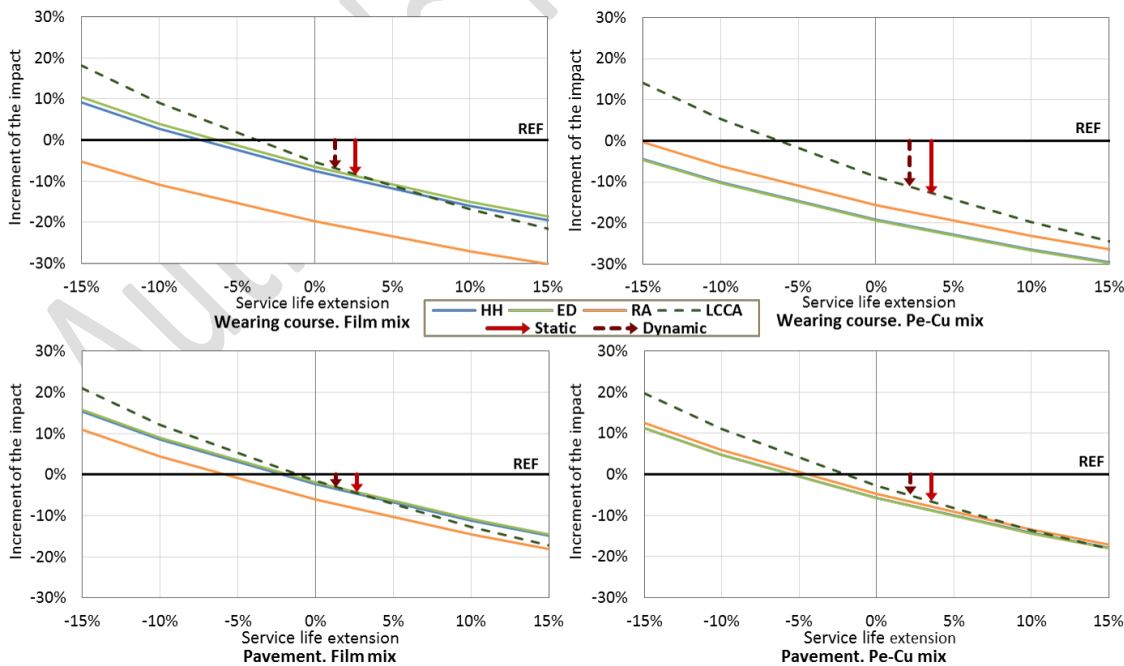 30%
20%
10%
0%
-10%
-20%
-30%
Increment of the impact
REF
-15% -10% -5% 0% 5% 10% 15%
Service life extension
Wearing course. Film mix
30%
20%
10%
0%
-10%
-20%
-30%
Increment of the impact
REF
-15% -10% -5% 0% 5% 10% 15%
Service life extension
Wearing course. Pe-Cu mix
HH ED RA LCCA
Static Dynamic
30%
20%
10%
0%
-10%
-20%
-30%
Increment of the impact
REF
-15% -10% -5% 0% 5% 10% 15%
Service life extension
Pavement. Film mix
30%
20%
10%
0%
-10%
-20%
-30%
Increment of the impact
REF
-15% -10% -5% 0% 5% 10% 15%
Service life extension
Pavement. Pe-Cu mix